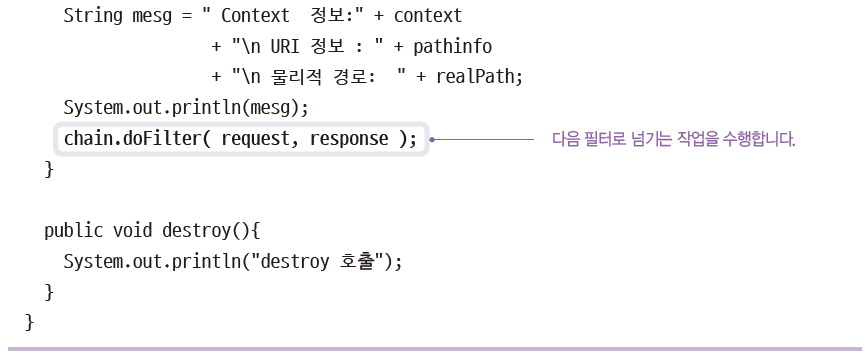 String mesg = " Context  정보:" + context
+ "\n URI 정보 : " + pathinfo
+ "\n 물리적 경로:  " + realPath;
System.out.println(mesg);
chain.doFilter( request, response ); 다음 필터로 넘기는 작업을 수행합니다.
}
public void destroy(){
System.out.println("destroy 호출");
}
}